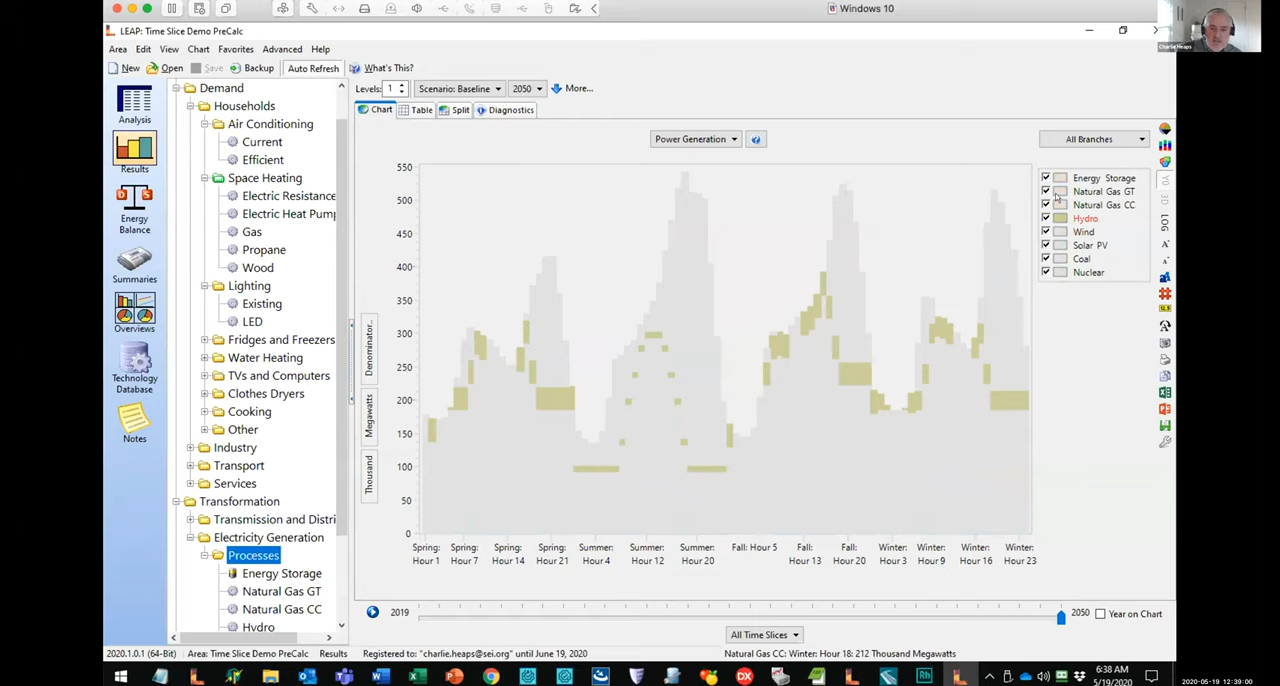 Windows 10
LEAP: Time Slice Demo PreCalc
Area Edit View Chart Favorites Advanced Help
New Open Save Backup Auto Refresh What's This?
Charlie Heaps
Levels: 1 Scenario: Baseline 2050 More...
Chart Table Split Diagnostics
Analysis
Results
Energy
Balance
Summaries
Overviews
Technology
Database
Notes
Demand
Households
Air Conditioning
Current
Efficient
Space Heating
Electric Resistance
Electric Heat Pump
Gas
Propane
Wood
Lighting
Existing
LED
Fridges and Freezers
Water Heating
TVs and Computers
Clothes Dryers
Cooking
Other
Industry
Transport
Services
Transformation
Transmission and Distri
Electricity Generation
Processes
Energy Storage
Natural Gas GT
Natural Gas CC
Hydro
Power Generation
All Branches
Denominator...
Megawatts
Thousand
550
500
450
400
350
300
250
200
150
100
50
0
Spring: Hour 1
Spring: Hour 7
Spring: Hour 14
Spring: Hour 21
Summer: Hour 4
Summer: Hour 12
Summer: Hour 20
Fall: Hour 5
Fall: Hour 13
Fall: Hour 20
Winter: Hour 3
Winter: Hour 9
Winter: Hour 16
Winter: Hour 23
Energy Storage
Natural Gas GT
Natural Gas CC
Hydro
Wind
Solar PV
Coal
Nuclear
YD
3D
LOG
2019 2050 Year on Chart
All Time Slices
2020.1.0.1 (64-Bit) Area: Time Slice Demo PreCalc Results Registered to: "charlie.heaps@sei.org" until June 19, 2020 Natural Gas CC: Winter: Hour 18: 212 Thousand Megawatts
6:38 AM
5/19/2020
2020-05-19 12:39:00